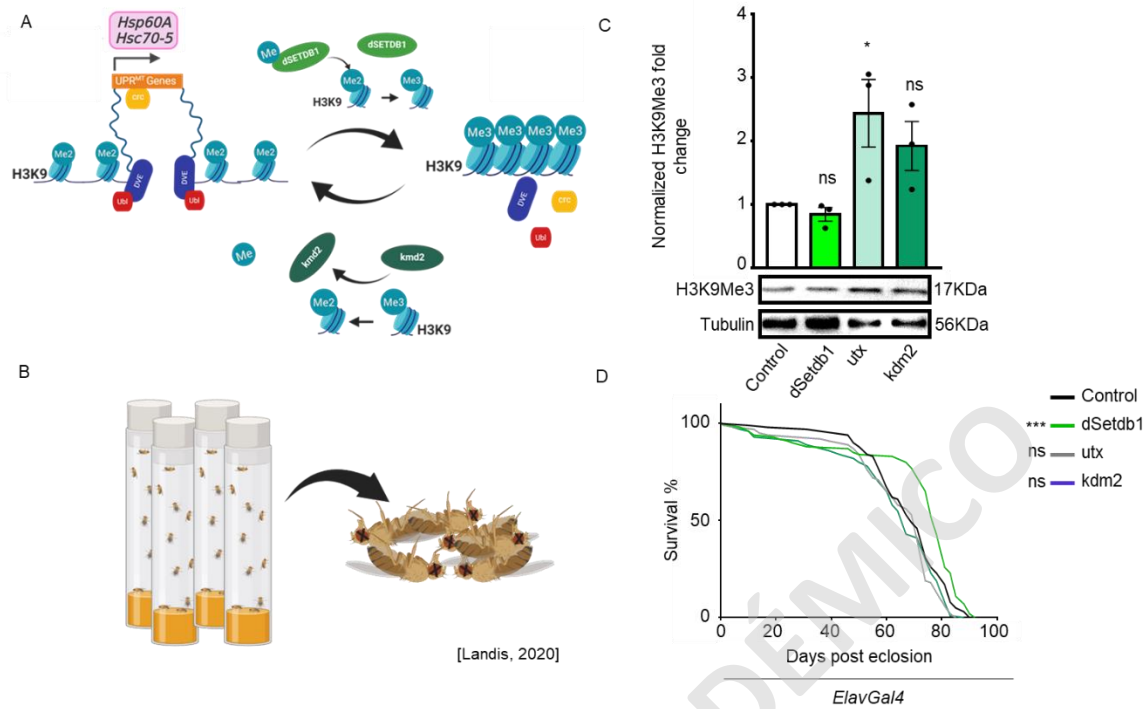 A
Hsp60A
Hsc70-5
UPRMT Genes
crc
Me2
Me2
Me2
Me2
H3K9
DVE
DVE
Ubl
Ubl
Me
dSETDB1
dSETDB1
Me2
Me3
H3K9
Me3 Me3 Me3 Me3
H3K9
DVE
crc
Ubl
Me
kmd2
kmd2
Me2
Me3
H3K9
B
[Landis, 2020]
C
Normalized H3K9Me3 fold
change
4
3
2
1
0
ns
*
ns
H3K9Me3
17KDa
Tubulin
56KDa
Control
dSetdb1
utx
kdm2
D
Survival %
100
50
0
0 20 40 60 80 100
Days post eclosion
ElavGal4
Control
*** dSetdb1
ns utx
ns kdm2
DÉMICO